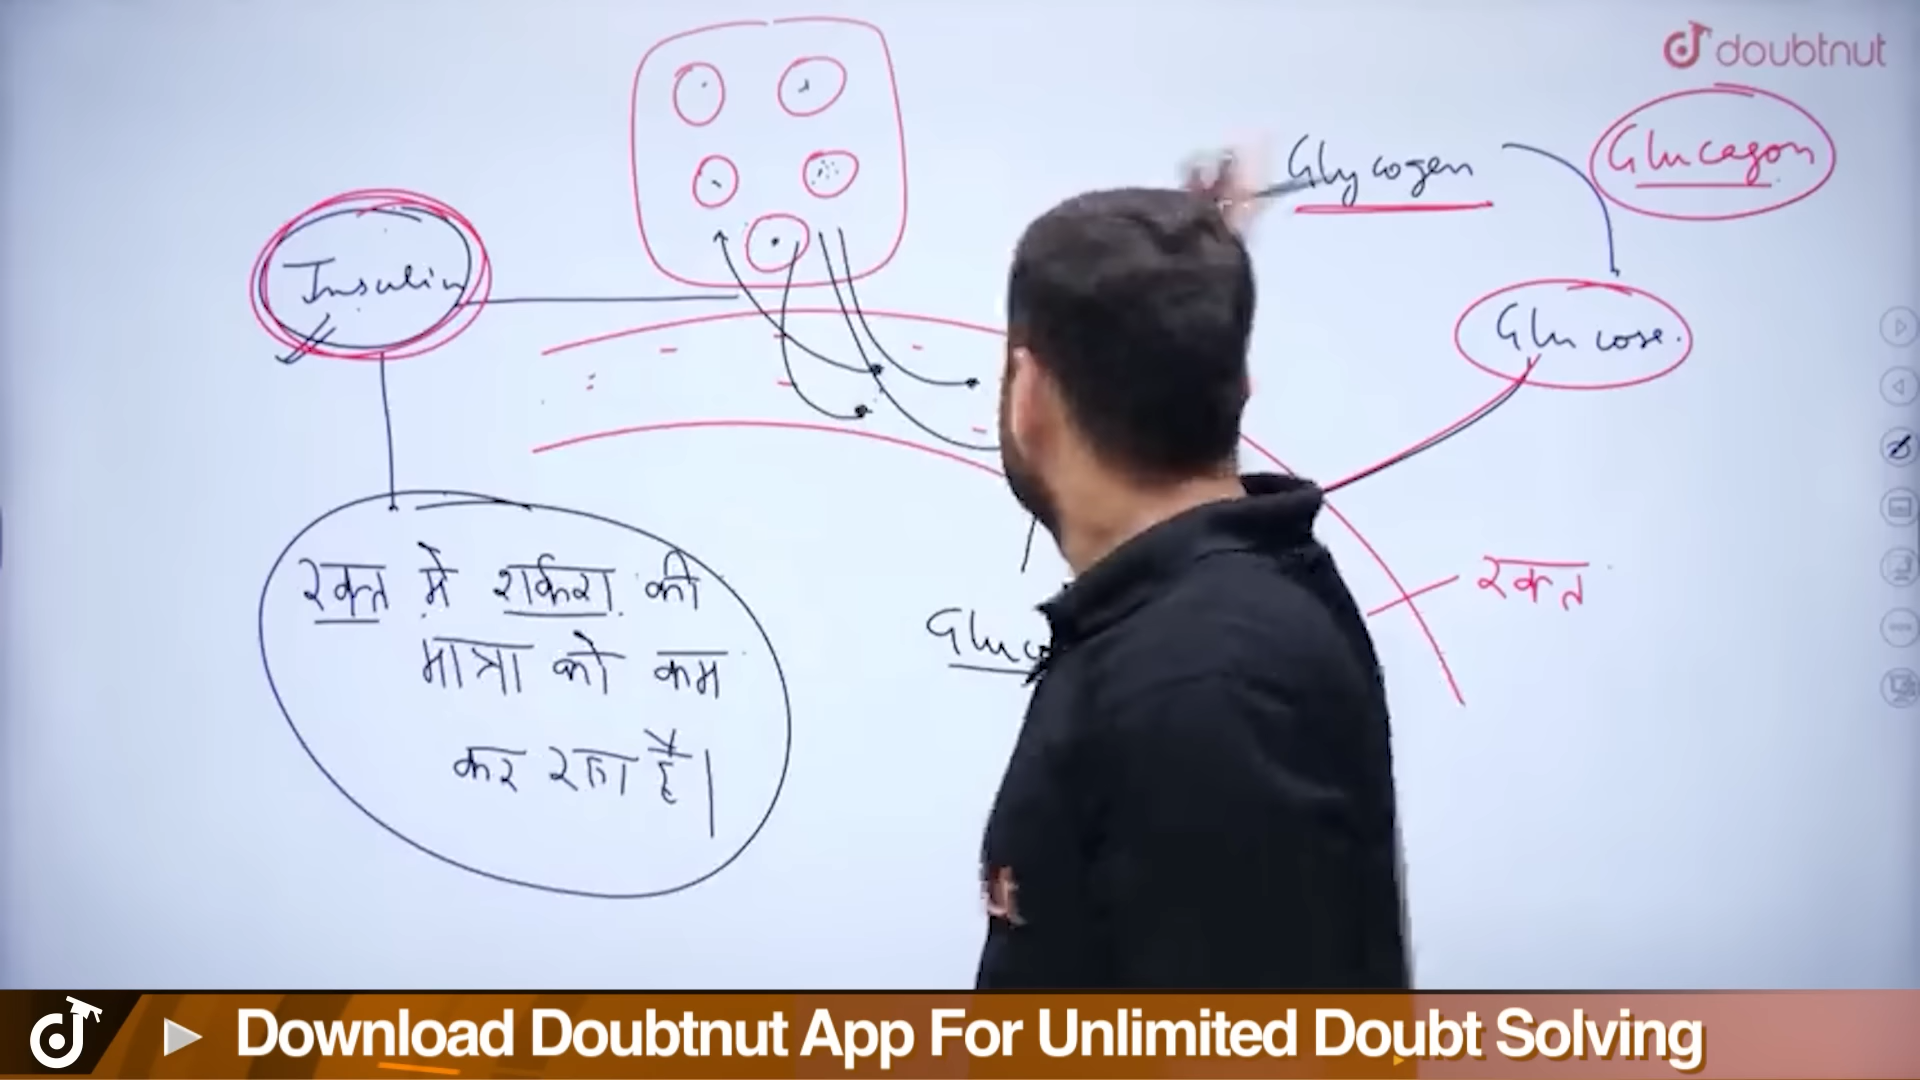 doubtnut
Glucagon
Glycogen
Insulin
Glucose.
रक्त में शर्करा की
मात्रा को कम
कर रहा है।
रक्त
Gluco
Download Doubtnut App For Unlimited Doubt Solving